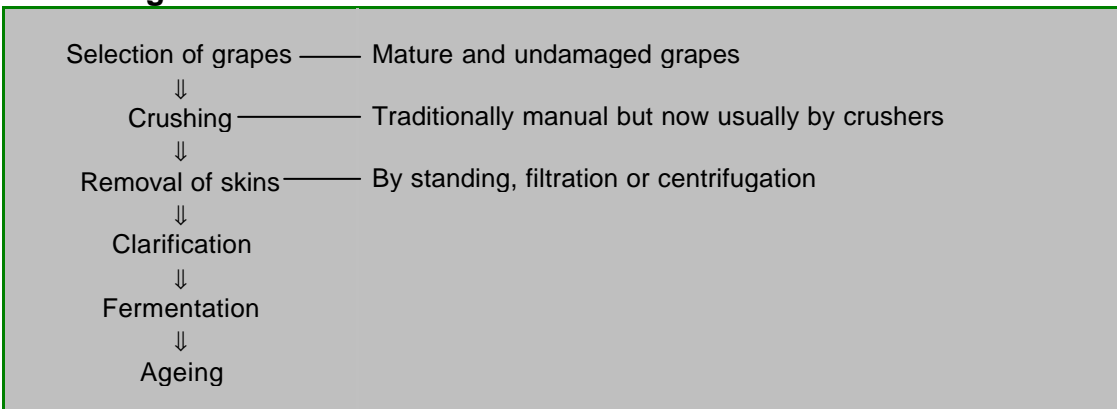 Selection of grapes Mature and undamaged grapes
⇓
Crushing Traditionally manual but now usually by crushers
⇓
Removal of skins By standing, filtration or centrifugation
⇓
Clarification
⇓
Fermentation
⇓
Ageing